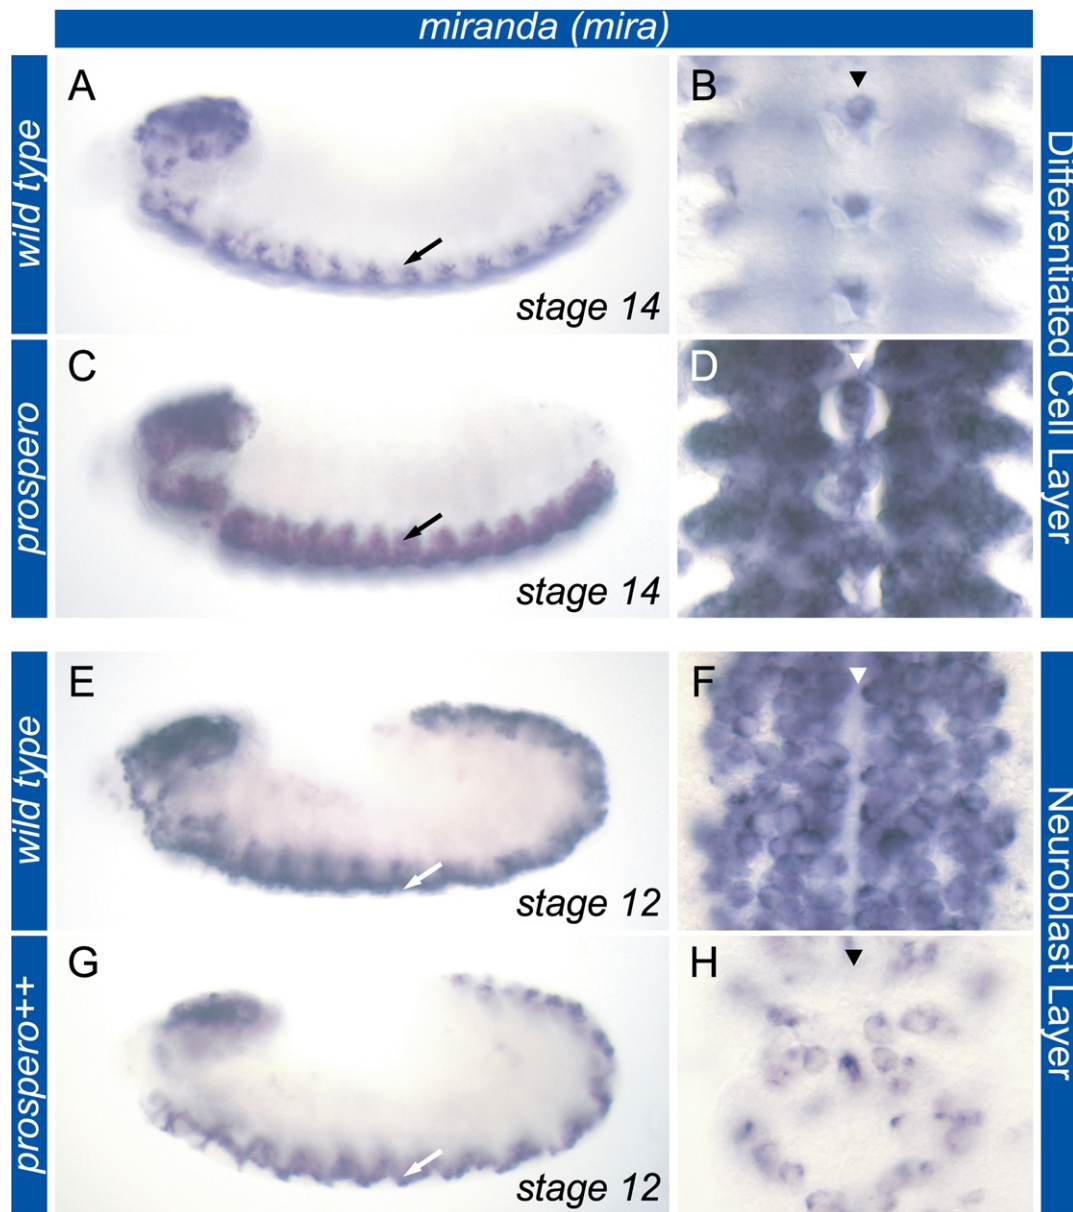 miranda (mira)
wild type
A
stage 14
B
Differentiated Cell Layer
prospero
C
stage 14
D
wild type
E
stage 12
F
Neuroblast Layer
prospero++
G
stage 12
H